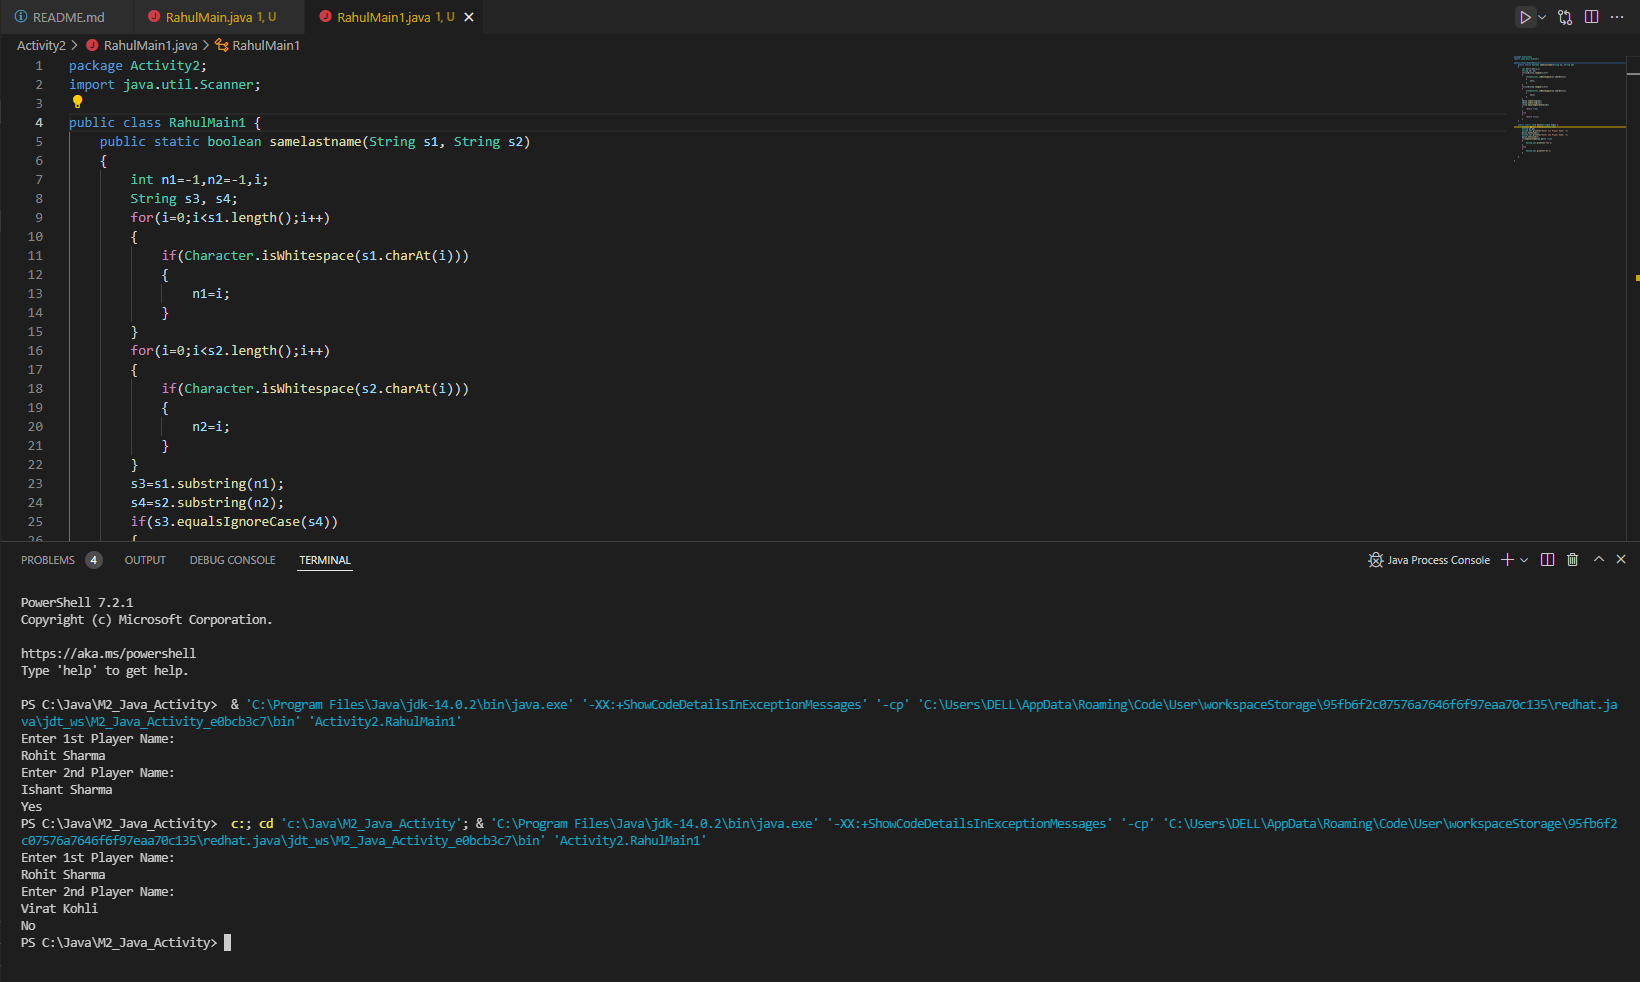 README.md RahulMain.java 1, U RahulMain1.java 1, U
Activity2 > RahulMain1.java > RahulMain1
1 package Activity2;
2 import java.util.Scanner;
3
4 public class RahulMain1 {
5 public static boolean samelastname(String s1, String s2)
6 {
7 int n1=-1,n2=-1,i;
8 String s3, s4;
9 for(i=0;i<s1.length();i++)
10 {
11 if(Character.isWhitespace(s1.charAt(i)))
12 {
13 n1=i;
14 }
15 }
16 for(i=0;i<s2.length();i++)
17 {
18 if(Character.isWhitespace(s2.charAt(i)))
19 {
20 n2=i;
21 }
22 }
23 s3=s1.substring(n1);
24 s4=s2.substring(n2);
25 if(s3.equalsIgnoreCase(s4))
26 {
PROBLEMS 4 OUTPUT DEBUG CONSOLE TERMINAL Java Process Console
PowerShell 7.2.1
Copyright (c) Microsoft Corporation.
https://aka.ms/powershell
Type 'help' to get help.
PS C:\Java\M2_Java_Activity>  & 'C:\Program Files\Java\jdk-14.0.2\bin\java.exe' '-XX:+ShowCodeDetailsInExceptionMessages' '-cp' 'C:\Users\DELL\AppData\Roaming\Code\User\workspaceStorage\95fb6f2c07576a7646f6f97eaa70c135\redhat.ja
va\jdt_ws\M2_Java_Activity_e0bcb3c7\bin' 'Activity2.RahulMain1'
Enter 1st Player Name:
Rohit Sharma
Enter 2nd Player Name:
Ishant Sharma
Yes
PS C:\Java\M2_Java_Activity>  c:; cd 'c:\Java\M2_Java_Activity'; & 'C:\Program Files\Java\jdk-14.0.2\bin\java.exe' '-XX:+ShowCodeDetailsInExceptionMessages' '-cp' 'C:\Users\DELL\AppData\Roaming\Code\User\workspaceStorage\95fb6f2
c07576a7646f6f97eaa70c135\redhat.java\jdt_ws\M2_Java_Activity_e0bcb3c7\bin' 'Activity2.RahulMain1'
Enter 1st Player Name:
Rohit Sharma
Enter 2nd Player Name:
Virat Kohli
No
PS C:\Java\M2_Java_Activity>